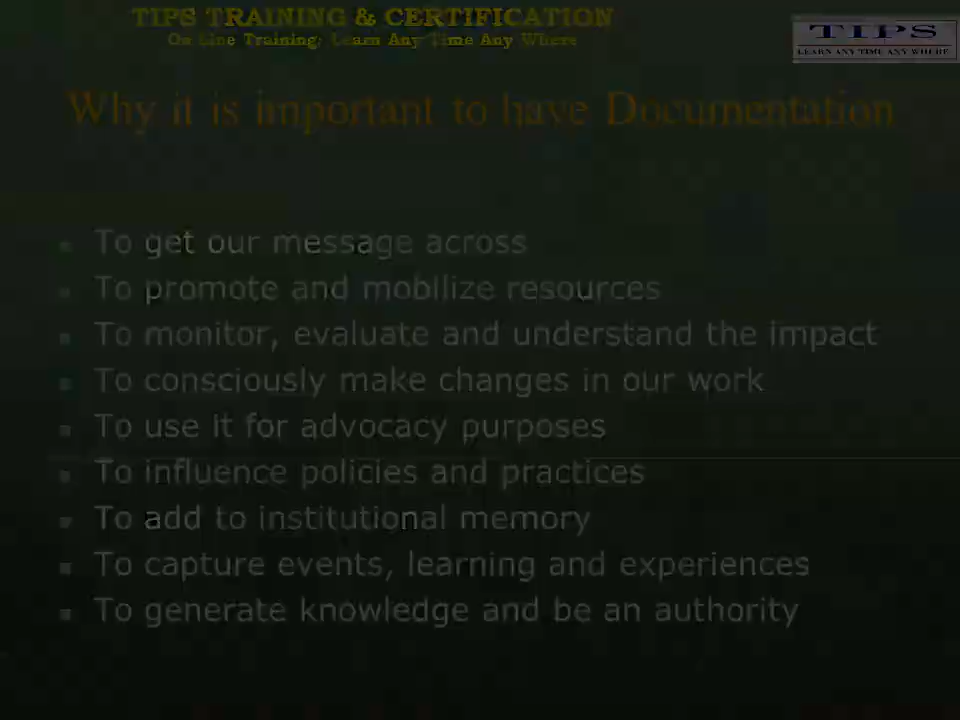 TIPS TRAINING & CERTIFICATION
On Line Training: Learn Any Time Any Where
TIPS
LEARN ANY TIME ANY WHERE
Why it is important to have Documentation
To get our message across
To promote and mobilize resources
To monitor, evaluate and understand the impact
To consciously make changes in our work
To use it for advocacy purposes
To influence policies and practices
To add to institutional memory
To capture events, learning and experiences
To generate knowledge and be an authority